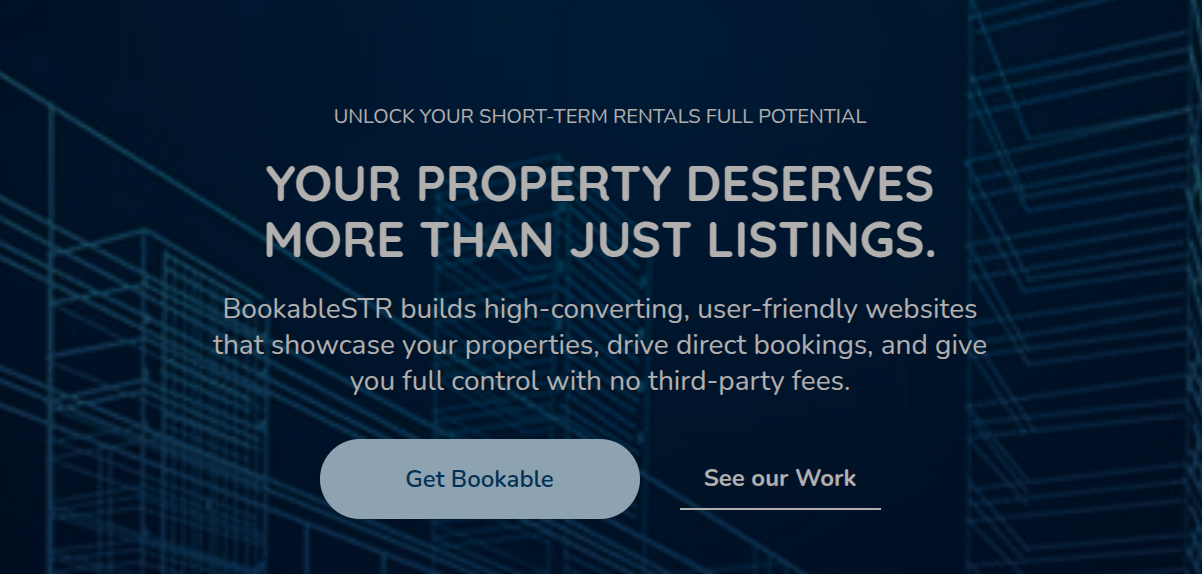 UNLOCK YOUR SHORT-TERM RENTALS FULL POTENTIAL
YOUR PROPERTY DESERVES
MORE THAN JUST LISTINGS.
BookableSTR builds high-converting, user-friendly websites
that showcase your properties, drive direct bookings, and give
you full control with no third-party fees.
Get Bookable
See our Work